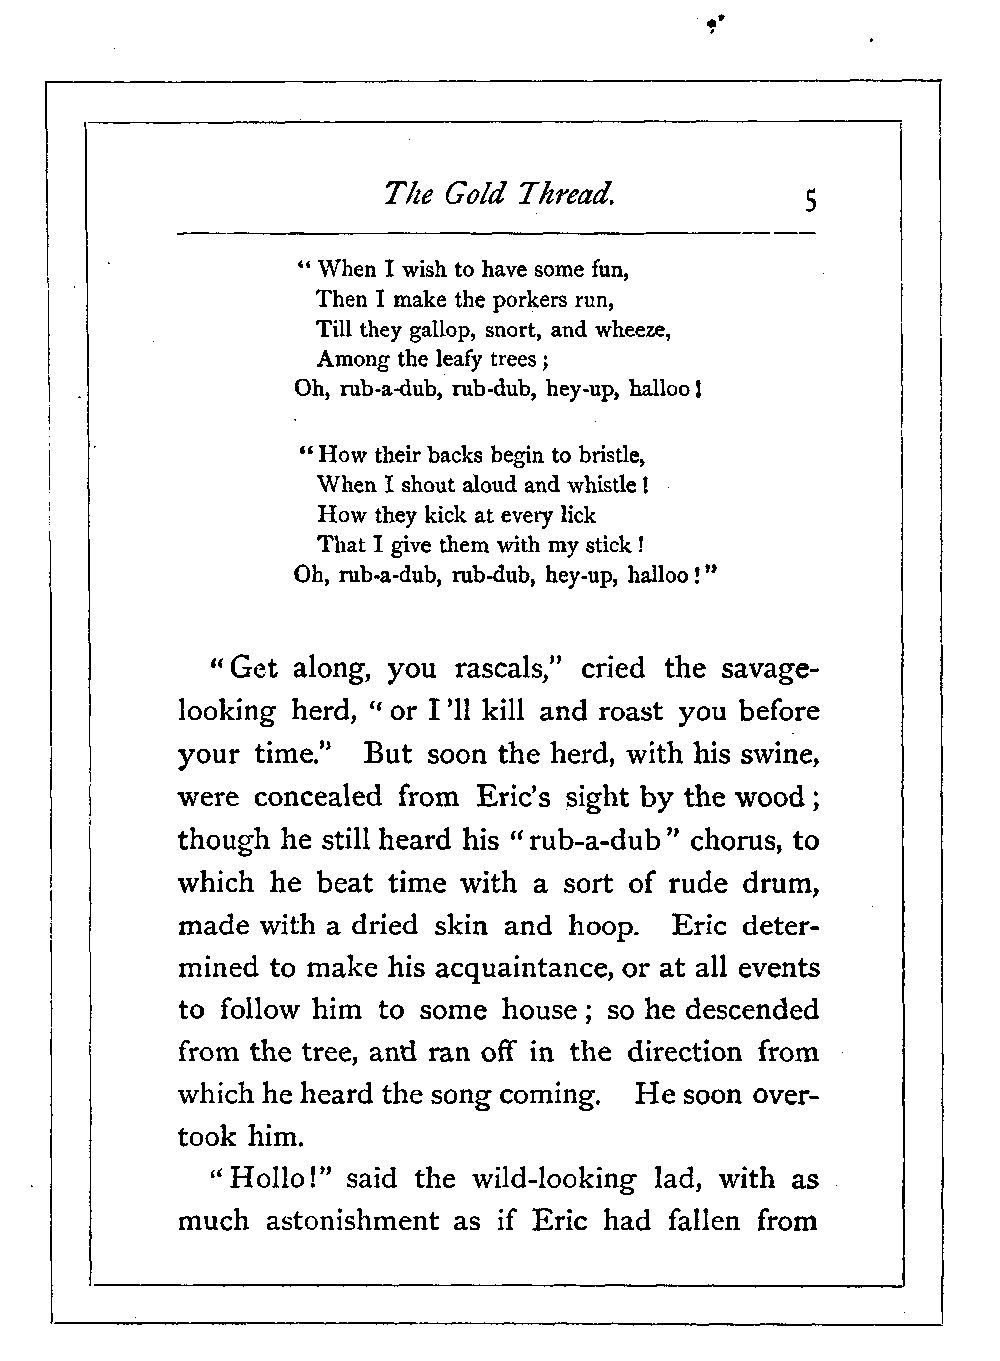 The Gold Thread. 5
“ When I wish to have some fun,
Then I make the porkers run,
Till they gallop, snort, and wheeze,
Among the leafy trees ;
Oh, rub-a-dub, rub-dub, hey-up, halloo !
“ How their backs begin to bristle,
When I shout aloud and whistle !
How they kick at every lick
That I give them with my stick !
Oh, rub-a-dub, rub-dub, hey-up, halloo ! ”
“ Get along, you rascals,” cried the savage-
looking herd, “ or I ’ll kill and roast you before
your time.” But soon the herd, with his swine,
were concealed from Eric’s sight by the wood ;
though he still heard his “ rub-a-dub ” chorus, to
which he beat time with a sort of rude drum,
made with a dried skin and hoop. Eric deter-
mined to make his acquaintance, or at all events
to follow him to some house ; so he descended
from the tree, and ran off in the direction from
which he heard the song coming. He soon over-
took him.
“ Hollo !” said the wild-looking lad, with as
much astonishment as if Eric had fallen from